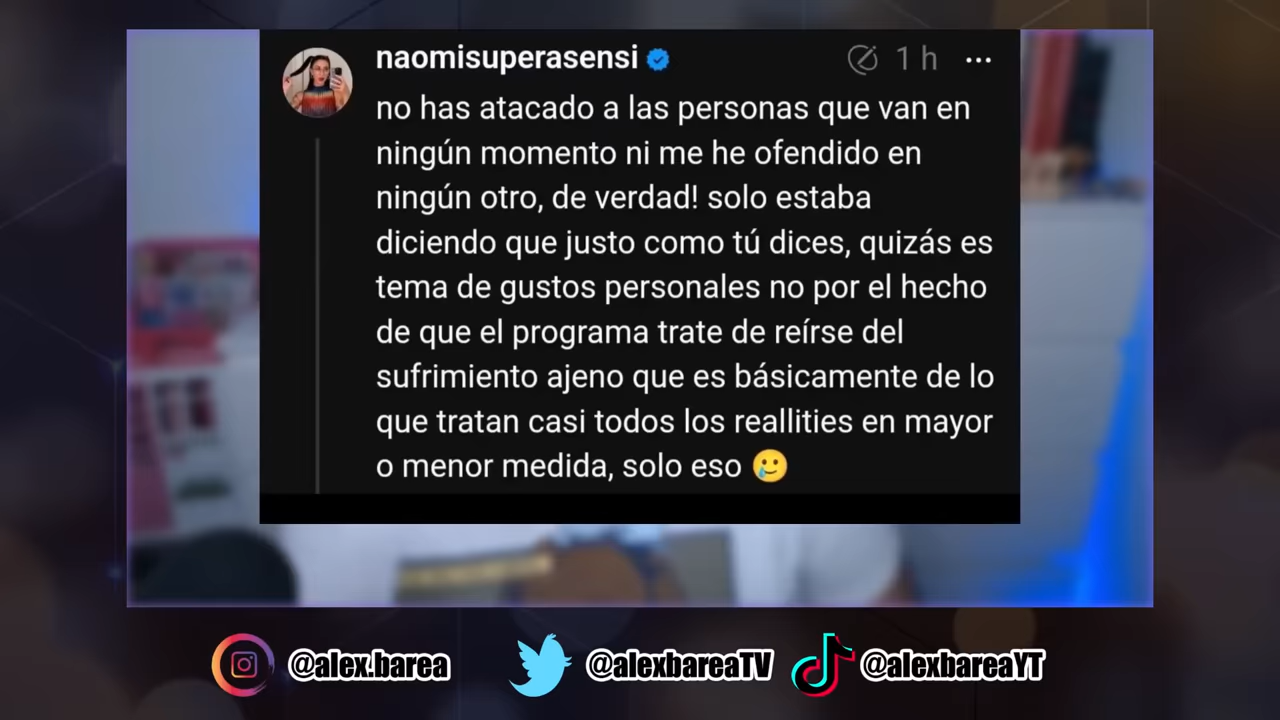 naomisuperasensi 1 h
no has atacado a las personas que van en
ningún momento ni me he ofendido en
ningún otro, de verdad! solo estaba
diciendo que justo como tú dices, quizás es
tema de gustos personales no por el hecho
de que el programa trate de reírse del
sufrimiento ajeno que es básicamente de lo
que tratan casi todos los reallities en mayor
o menor medida, solo eso 🥲
@alex.barea @alexbareaTV @alexbareaYT